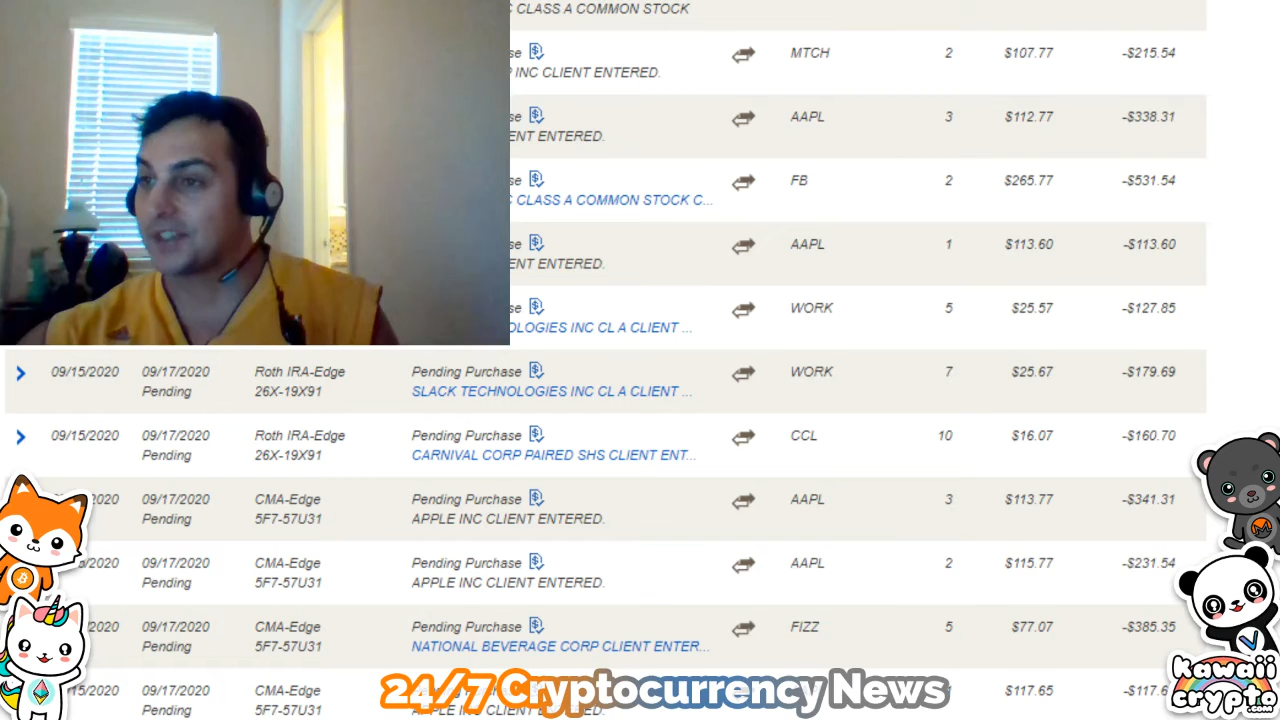 C CLASS A COMMON STOCK
se MTCH 2 $107.77 -$215.54
INC CLIENT ENTERED.
se AAPL 3 $112.77 -$338.31
ENT ENTERED.
se FB 2 $265.77 -$531.54
C CLASS A COMMON STOCK C...
se AAPL 1 $113.60 -$113.60
ENT ENTERED.
se WORK 5 $25.57 -$127.85
OLOGIES INC CL A CLIENT ...
09/15/2020 09/17/2020 Roth IRA-Edge Pending Purchase WORK 7 $25.67 -$179.69
Pending 26X-19X91 SLACK TECHNOLOGIES INC CL A CLIENT ...
09/15/2020 09/17/2020 Roth IRA-Edge Pending Purchase CCL 10 $16.07 -$160.70
Pending 26X-19X91 CARNIVAL CORP PAIRED SHS CLIENT ENT...
2020 09/17/2020 CMA-Edge Pending Purchase AAPL 3 $113.77 -$341.31
Pending 5F7-57U31 APPLE INC CLIENT ENTERED.
/2020 09/17/2020 CMA-Edge Pending Purchase AAPL 2 $115.77 -$231.54
Pending 5F7-57U31 APPLE INC CLIENT ENTERED.
2020 09/17/2020 CMA-Edge Pending Purchase FIZZ 5 $77.07 -$385.35
Pending 5F7-57U31 NATIONAL BEVERAGE CORP CLIENT ENTER...
15/2020 09/17/2020 CMA-Edge $117.65 -$117.6
Pending 5F7-57U31
24/7 Cryptocurrency News
kawaii
crypto
.com